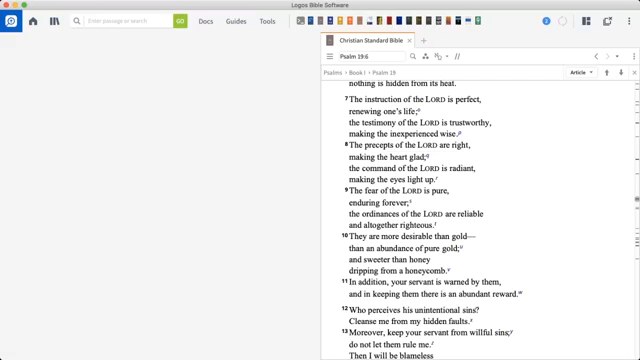 Logos Bible Software
Enter passage or search
GO
Docs
Guides
Tools
2
Christian Standard Bible
+
Psalm 19:6
Psalms › Book I › Psalm 19
Article
nothing is hidden from its heat.
7 The instruction of the LORD is perfect,
renewing one's life;
the testimony of the LORD is trustworthy,
making the inexperienced wise.p
8 The precepts of the LORD are right,
making the heart glad;q
the command of the LORD is radiant,
making the eyes light up.r
9 The fear of the LORD is pure,
enduring forever;s
the ordinances of the LORD are reliable
and altogether righteous.t
10 They are more desirable than gold—
than an abundance of pure gold;u
and sweeter than honey
dripping from a honeycomb.v
11 In addition, your servant is warned by them,
and in keeping them there is an abundant reward.w
12 Who perceives his unintentional sins?
Cleanse me from my hidden faults.x
13 Moreover, keep your servant from willful sins;y
do not let them rule me.z
Then I will be blameless